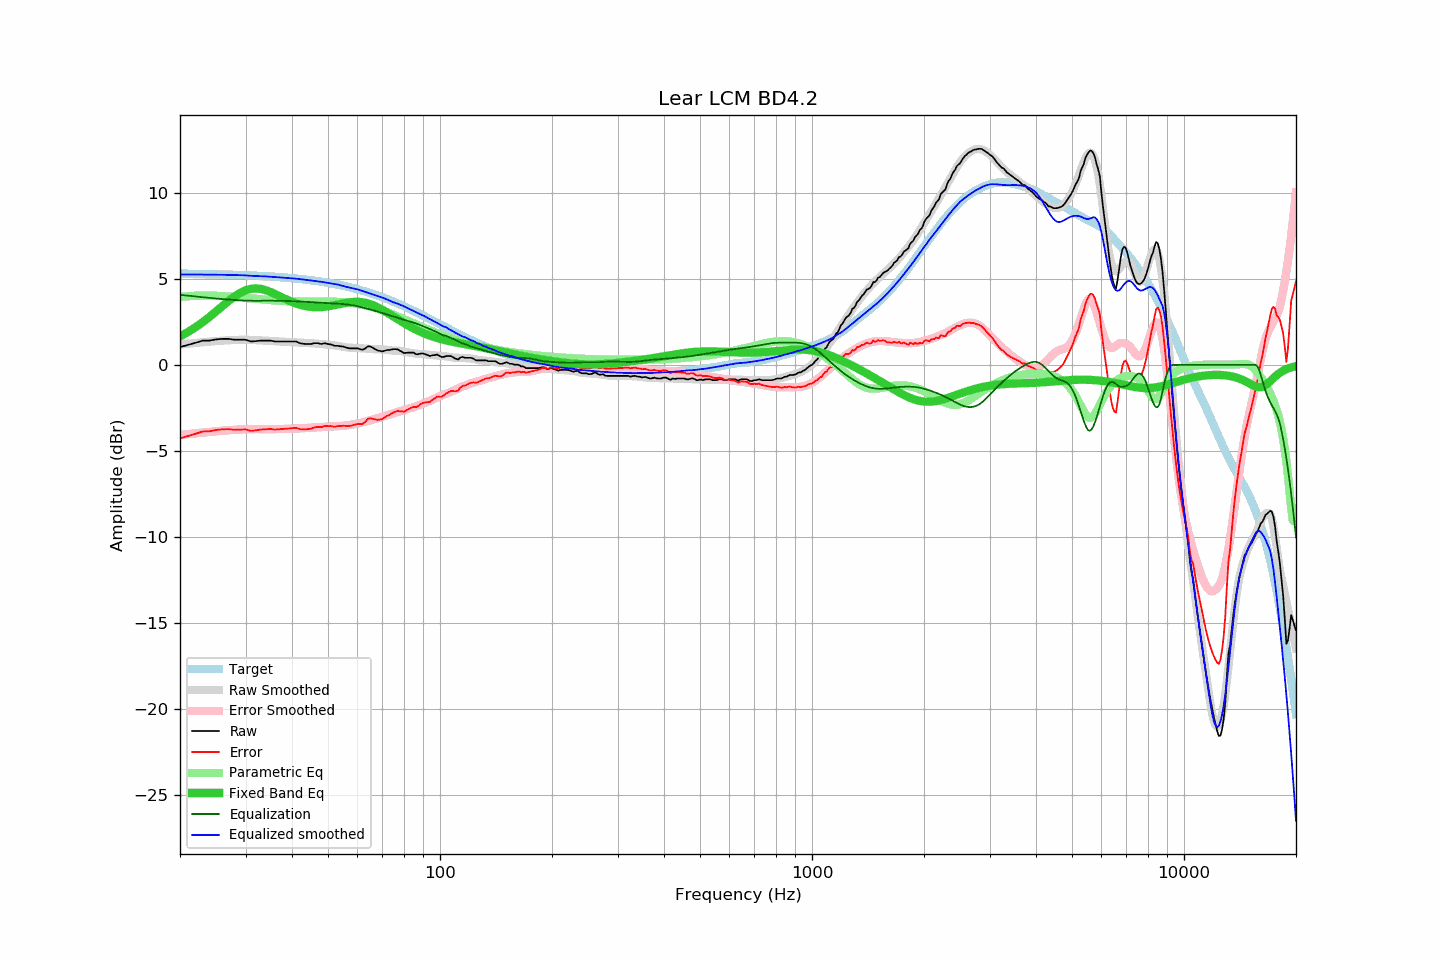 Lear LCM BD4.2
Amplitude (dBr)
10
5
0
−5
−10
−15
−20
−25
Target
Raw Smoothed
Error Smoothed
Raw
Error
Parametric Eq
Fixed Band Eq
Equalization
Equalized smoothed
100 1000 10000
Frequency (Hz)